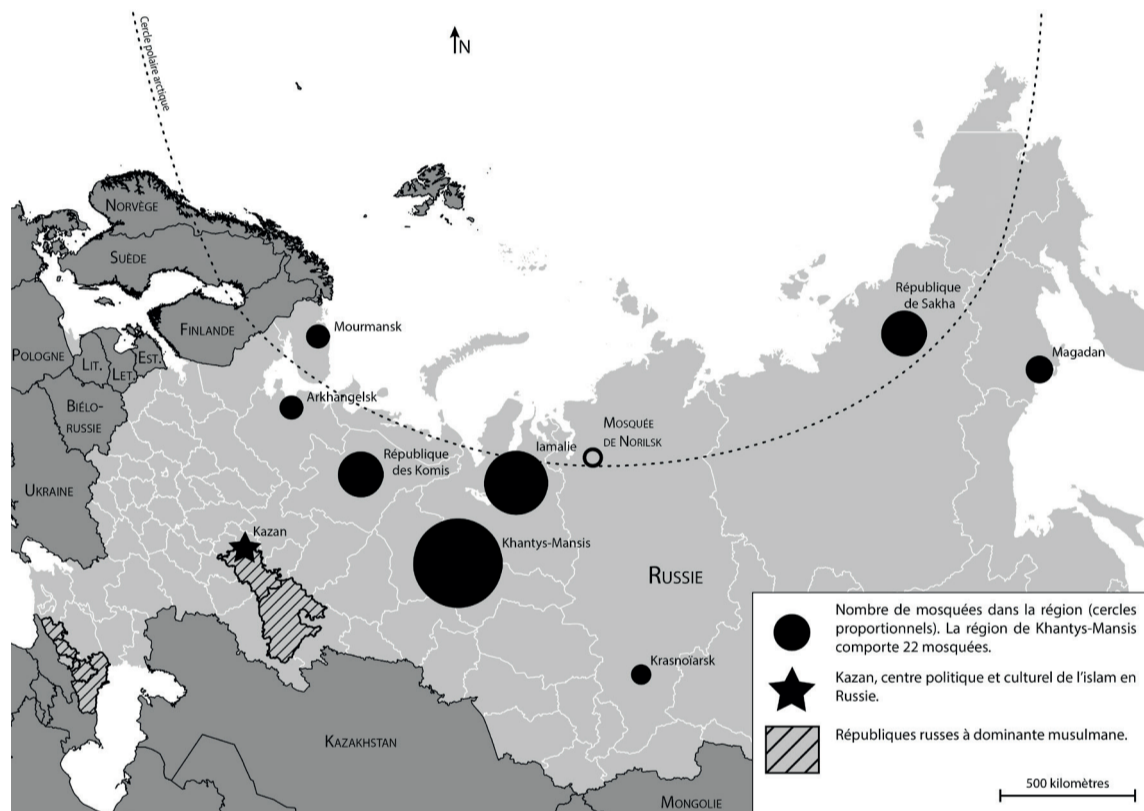 Cercle polaire arctique
N
NORVÈGE
SUÈDE
FINLANDE
POLOGNE
LIT.
LET.
EST.
BIÉLO-
RUSSIE
UKRAINE
Mourmansk
Arkhangelsk
République
des Komis
Iamalie
MOSQUÉE
DE NORILSK
République
de Sakha
Magadan
Kazan
Khantys-Mansis
RUSSIE
Krasnoïarsk
KAZAKHSTAN
MONGOLIE
Nombre de mosquées dans la région (cercles
proportionnels). La région de Khantys-Mansis
comporte 22 mosquées.
Kazan, centre politique et culturel de l'islam en
Russie.
Républiques russes à dominante musulmane.
500 kilomètres